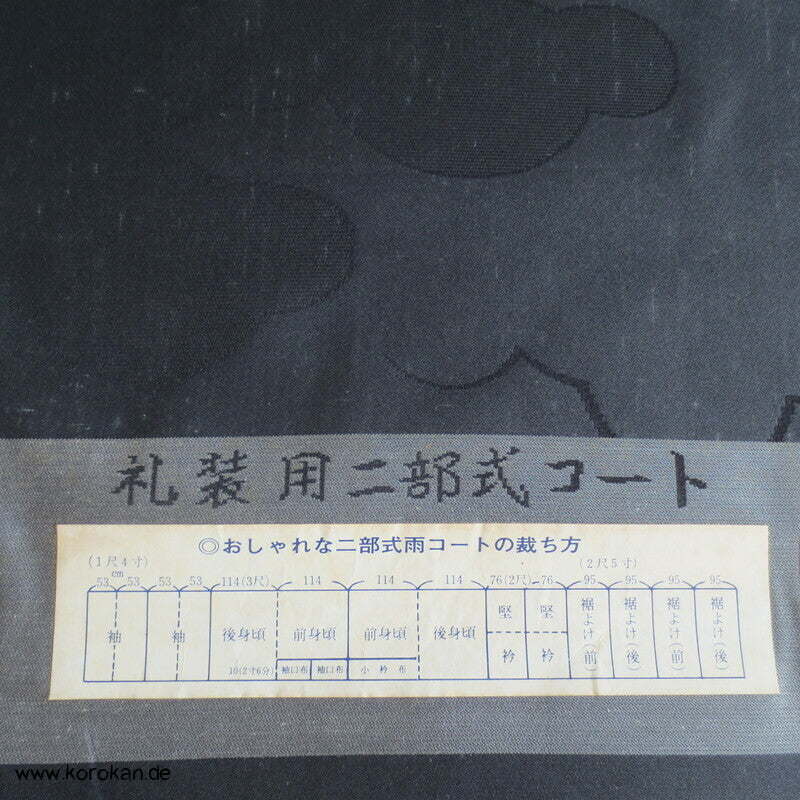 礼装用二部式コート
◎おしゃれな二部式雨コートの裁ち方
(1尺4寸) (2尺5寸)
cm
53 53 53 53 114(3尺) 114 114 114 76(2尺) 76 95 95 95 95
袖 袖 後身頃 前身頃 前身頃 後身頃 堅衿 堅衿 裾よけ(前) 裾よけ(後) 裾よけ(前) 裾よけ(後)
10(2寸6分) 袖口布 袖口布 小衿布
www.korokan.de